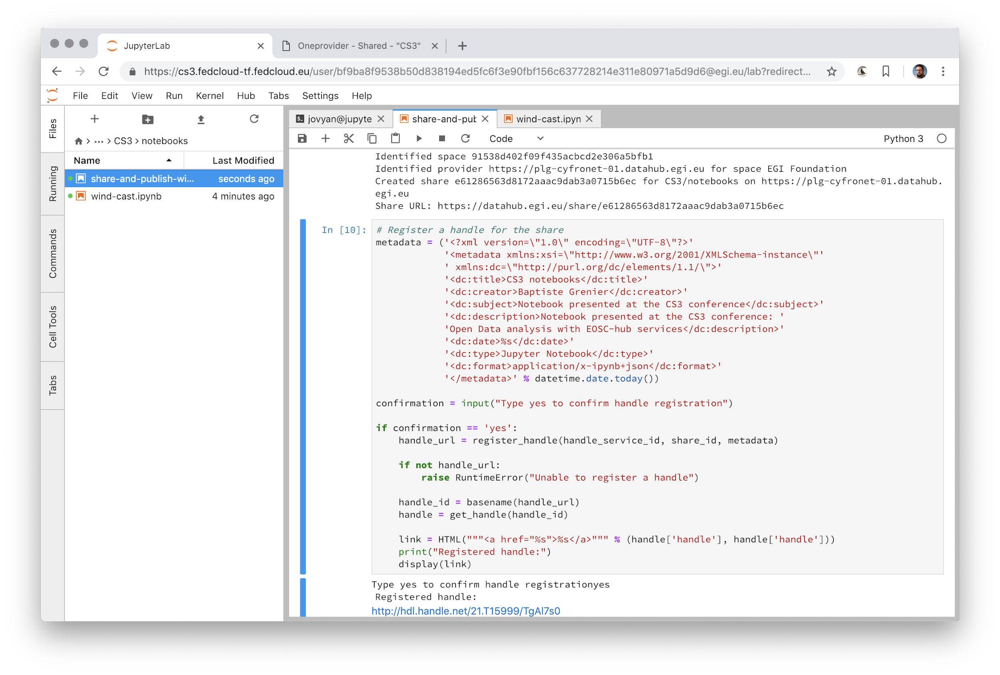 JupyterLab
Oneprovider - Shared - "CS3"
https://cs3.fedcloud-tf.fedcloud.eu/user/bf9ba8f9538b50d838194ed5fc6f3e90fbf156c637728214e311e80971a5d9d6@egi.eu/lab?redirect...
File Edit View Run Kernel Hub Tabs Settings Help
Files
Running
Commands
Cell Tools
Tabs
> ... > CS3 > notebooks
Name Last Modified
share-and-publish-wi... seconds ago
wind-cast.ipynb 4 minutes ago
jovyan@jupyte share-and-pub wind-cast.ipyn
Code Python 3
Identified space 91538d402f09f435acbcd2e306a5bfb1
Identified provider https://plg-cyfronet-01.datahub.egi.eu for space EGI Foundation
Created share e61286563d8172aaac9dab3a0715b6ec for CS3/notebooks on https://plg-cyfronet-01.datahub.
egi.eu
Share URL: https://datahub.egi.eu/share/e61286563d8172aaac9dab3a0715b6ec
In [10]: # Register a handle for the share
metadata = ('<?xml version=\"1.0\" encoding=\"UTF-8\"?>'
'<metadata xmlns:xsi=\"http://www.w3.org/2001/XMLSchema-instance\"'
' xmlns:dc=\"http://purl.org/dc/elements/1.1/\">'
'<dc:title>CS3 notebooks</dc:title>'
'<dc:creator>Baptiste Grenier</dc:creator>'
'<dc:subject>Notebook presented at the CS3 conference</dc:subject>'
'<dc:description>Notebook presented at the CS3 conference: '
'Open Data analysis with EOSC-hub services</dc:description>'
'<dc:date>%s</dc:date>'
'<dc:type>Jupyter Notebook</dc:type>'
'<dc:format>application/x-ipynb+json</dc:format>'
'</metadata>' % datetime.date.today())
confirmation = input("Type yes to confirm handle registration")
if confirmation == 'yes':
handle_url = register_handle(handle_service_id, share_id, metadata)
if not handle_url:
raise RuntimeError("Unable to register a handle")
handle_id = basename(handle_url)
handle = get_handle(handle_id)
link = HTML("""<a href="%s">%s</a>""" % (handle['handle'], handle['handle']))
print("Registered handle:")
display(link)
Type yes to confirm handle registrationyes
Registered handle:
http://hdl.handle.net/21.T15999/TgAl7s0